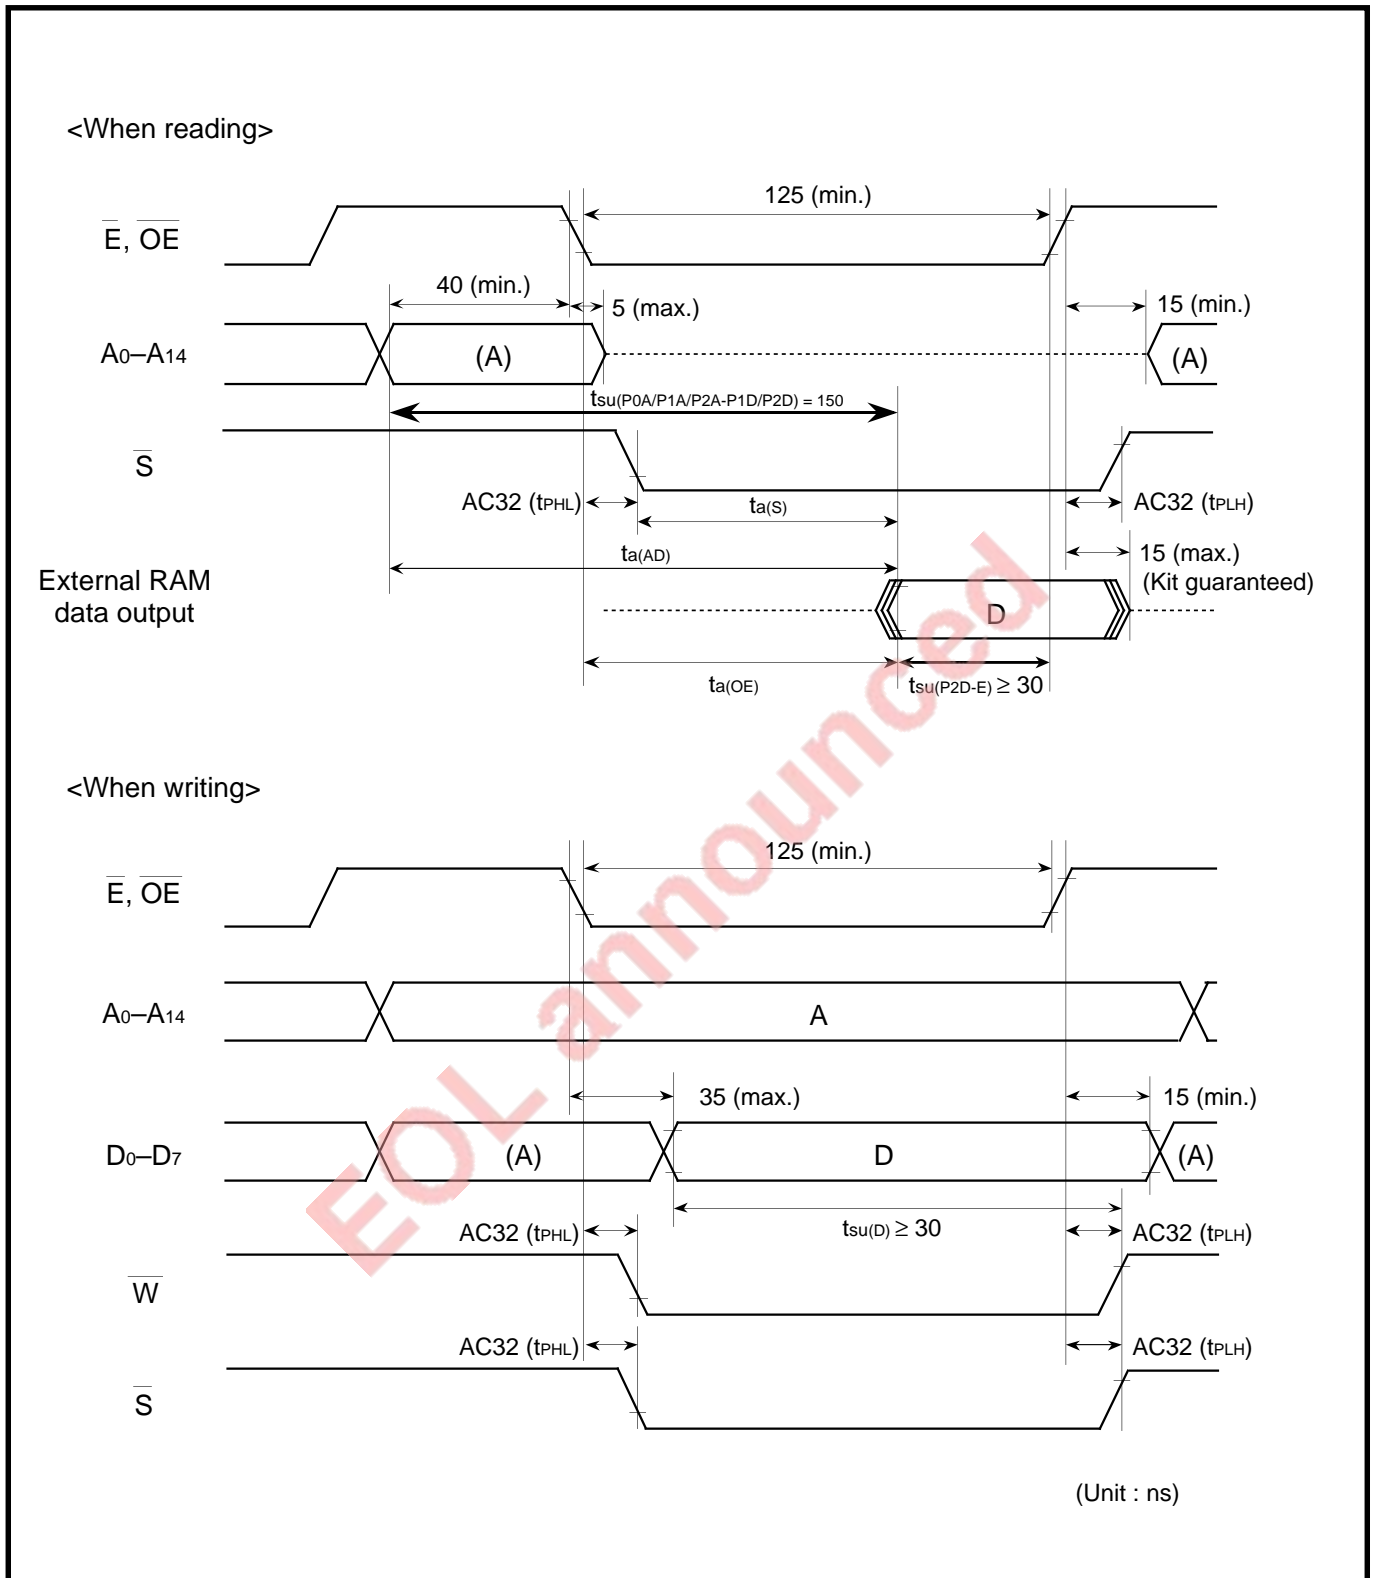 <When reading>
125 (min.)
E, OE
40 (min.)
5 (max.)
15 (min.)
A0–A14
(A)
(A)
tsu(P0A/P1A/P2A-P1D/P2D) = 150
S
AC32 (tPHL)
ta(S)
AC32 (tPLH)
ta(AD)
15 (max.)
(Kit guaranteed)
External RAM
data output
D
ta(OE)
tsu(P2D-E) ≥ 30
<When writing>
125 (min.)
E, OE
A0–A14
A
35 (max.)
15 (min.)
D0–D7
(A)
D
(A)
AC32 (tPHL)
tsu(D) ≥ 30
AC32 (tPLH)
W
AC32 (tPHL)
AC32 (tPLH)
S
(Unit : ns)
EOL announced